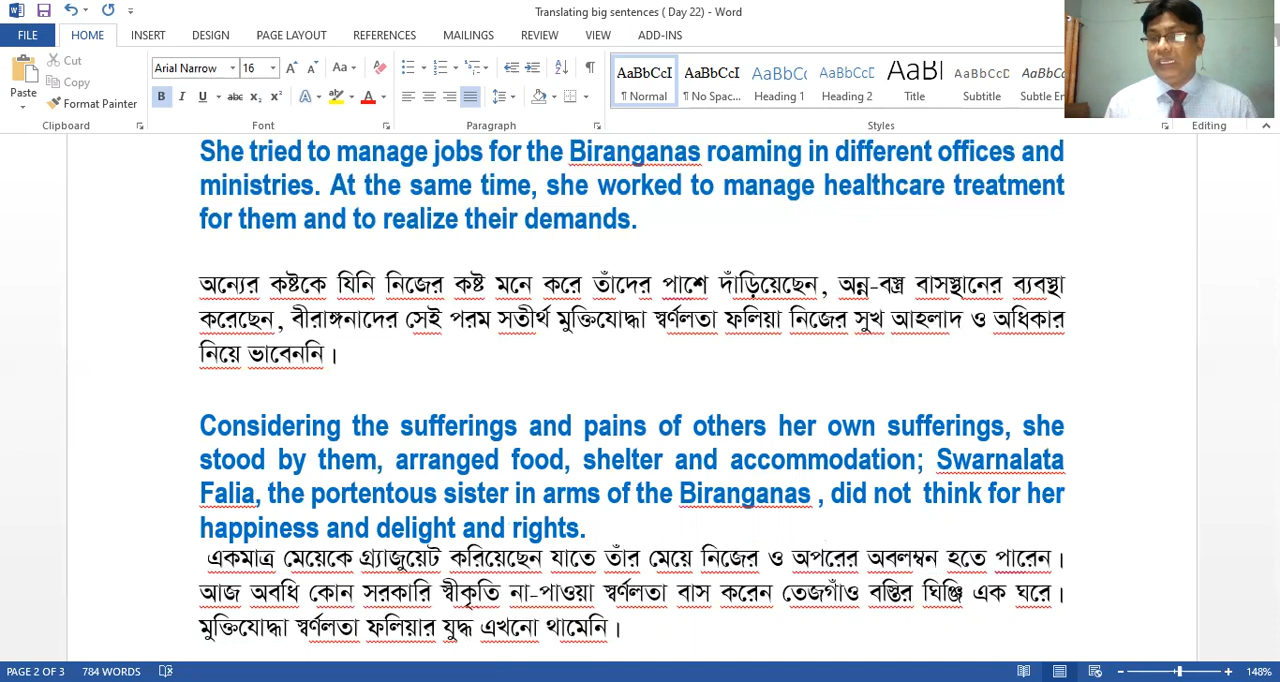 Translating big sentences ( Day 22) - Word
FILE HOME INSERT DESIGN PAGE LAYOUT REFERENCES MAILINGS REVIEW VIEW ADD-INS
Cut
Copy
Format Painter
Paste
Arial Narrow 16
AaBbCcI AaBbCcI AaBbCc AaBbCcI AaBl AaBbCcI AaBbCc
¶ Normal ¶ No Spac... Heading 1 Heading 2 Title Subtitle Subtle En
Clipboard Font Paragraph Styles Editing
She tried to manage jobs for the Biranganas roaming in different offices and
ministries. At the same time, she worked to manage healthcare treatment
for them and to realize their demands.
অন্যের কষ্টকে যিনি নিজের কষ্ট মনে করে তাঁদের পাশে দাঁড়িয়েছেন, অন্ন-বস্ত্র বাসস্থানের ব্যবস্থা
করেছেন, বীরাঙ্গনাদের সেই পরম সতীর্থ মুক্তিযোদ্ধা স্বর্ণলতা ফলিয়া নিজের সুখ আহলাদ ও অধিকার
নিয়ে ভাবেননি।
Considering the sufferings and pains of others her own sufferings, she
stood by them, arranged food, shelter and accommodation; Swarnalata
Falia, the portentous sister in arms of the Biranganas , did not think for her
happiness and delight and rights.
একমাত্র মেয়েকে গ্র্যাজুয়েট করিয়েছেন যাতে তাঁর মেয়ে নিজের ও অপরের অবলম্বন হতে পারেন।
আজ অবধি কোন সরকারি স্বীকৃতি না-পাওয়া স্বর্ণলতা বাস করেন তেজগাঁও বস্তির ঘিঞ্জি এক ঘরে।
মুক্তিযোদ্ধা স্বর্ণলতা ফলিয়ার যুদ্ধ এখনো থামেনি।
PAGE 2 OF 3 784 WORDS 148%